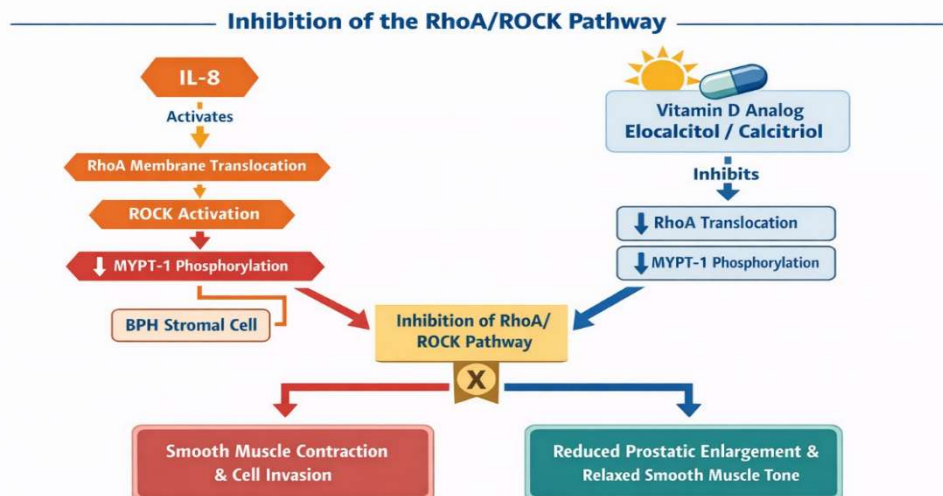 Inhibition of the RhoA/ROCK Pathway
IL-8
Activates
RhoA Membrane Translocation
ROCK Activation
↓ MYPT-1 Phosphorylation
BPH Stromal Cell
Vitamin D Analog
Elocalcitol / Calcitriol
Inhibits
↓ RhoA Translocation
↓ MYPT-1 Phosphorylation
Inhibition of RhoA/
ROCK Pathway
X
Smooth Muscle Contraction
& Cell Invasion
Reduced Prostatic Enlargement &
Relaxed Smooth Muscle Tone